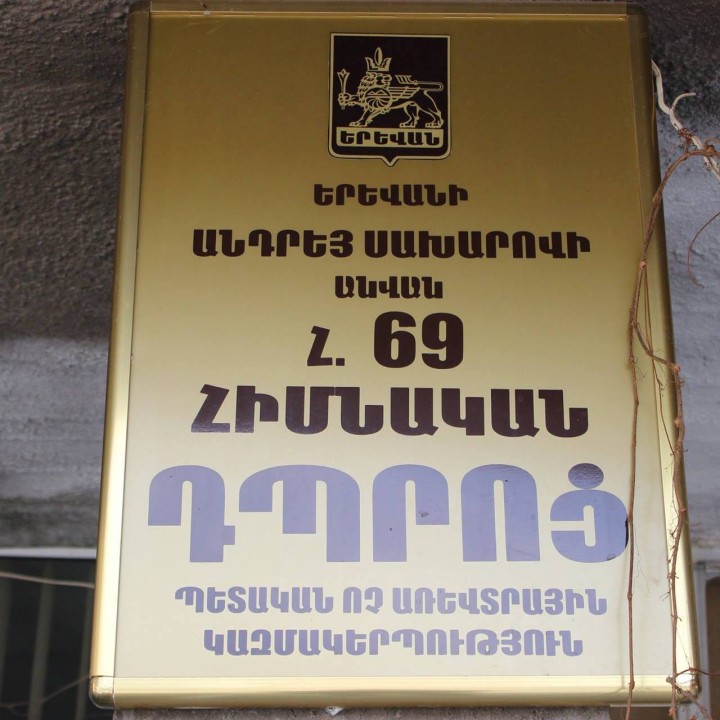 ԵՐԵՎԱՆ
ԵՐԵՎԱՆԻ
ԱՆԴՐԵՅ ՍԱԽԱՐՈՎԻ
ԱՆՎԱՆ
Հ. 69
ՀԻՄՆԱԿԱՆ
ԴՊՐՈՑ
ՊԵՏԱԿԱՆ ՈՉ ԱՌԵՎՏՐԱՅԻՆ
ԿԱԶՄԱԿԵՐՊՈՒԹՅՈՒՆ